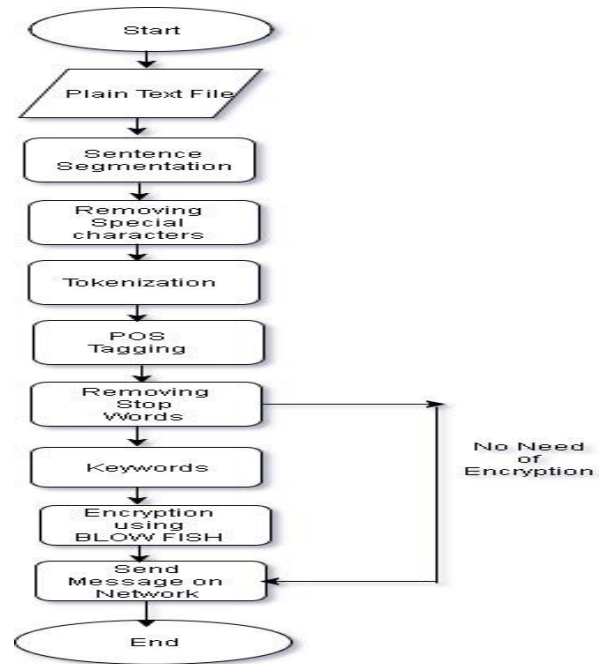 Start
Plain Text File
Sentence
Segmentation
Removing
Special
characters
Tokenization
POS
Tagging
Removing
Stop
Words
No Need
of
Encryption
Keywords
Encryption
using
BLOW FISH
Send
Message on
Network
End